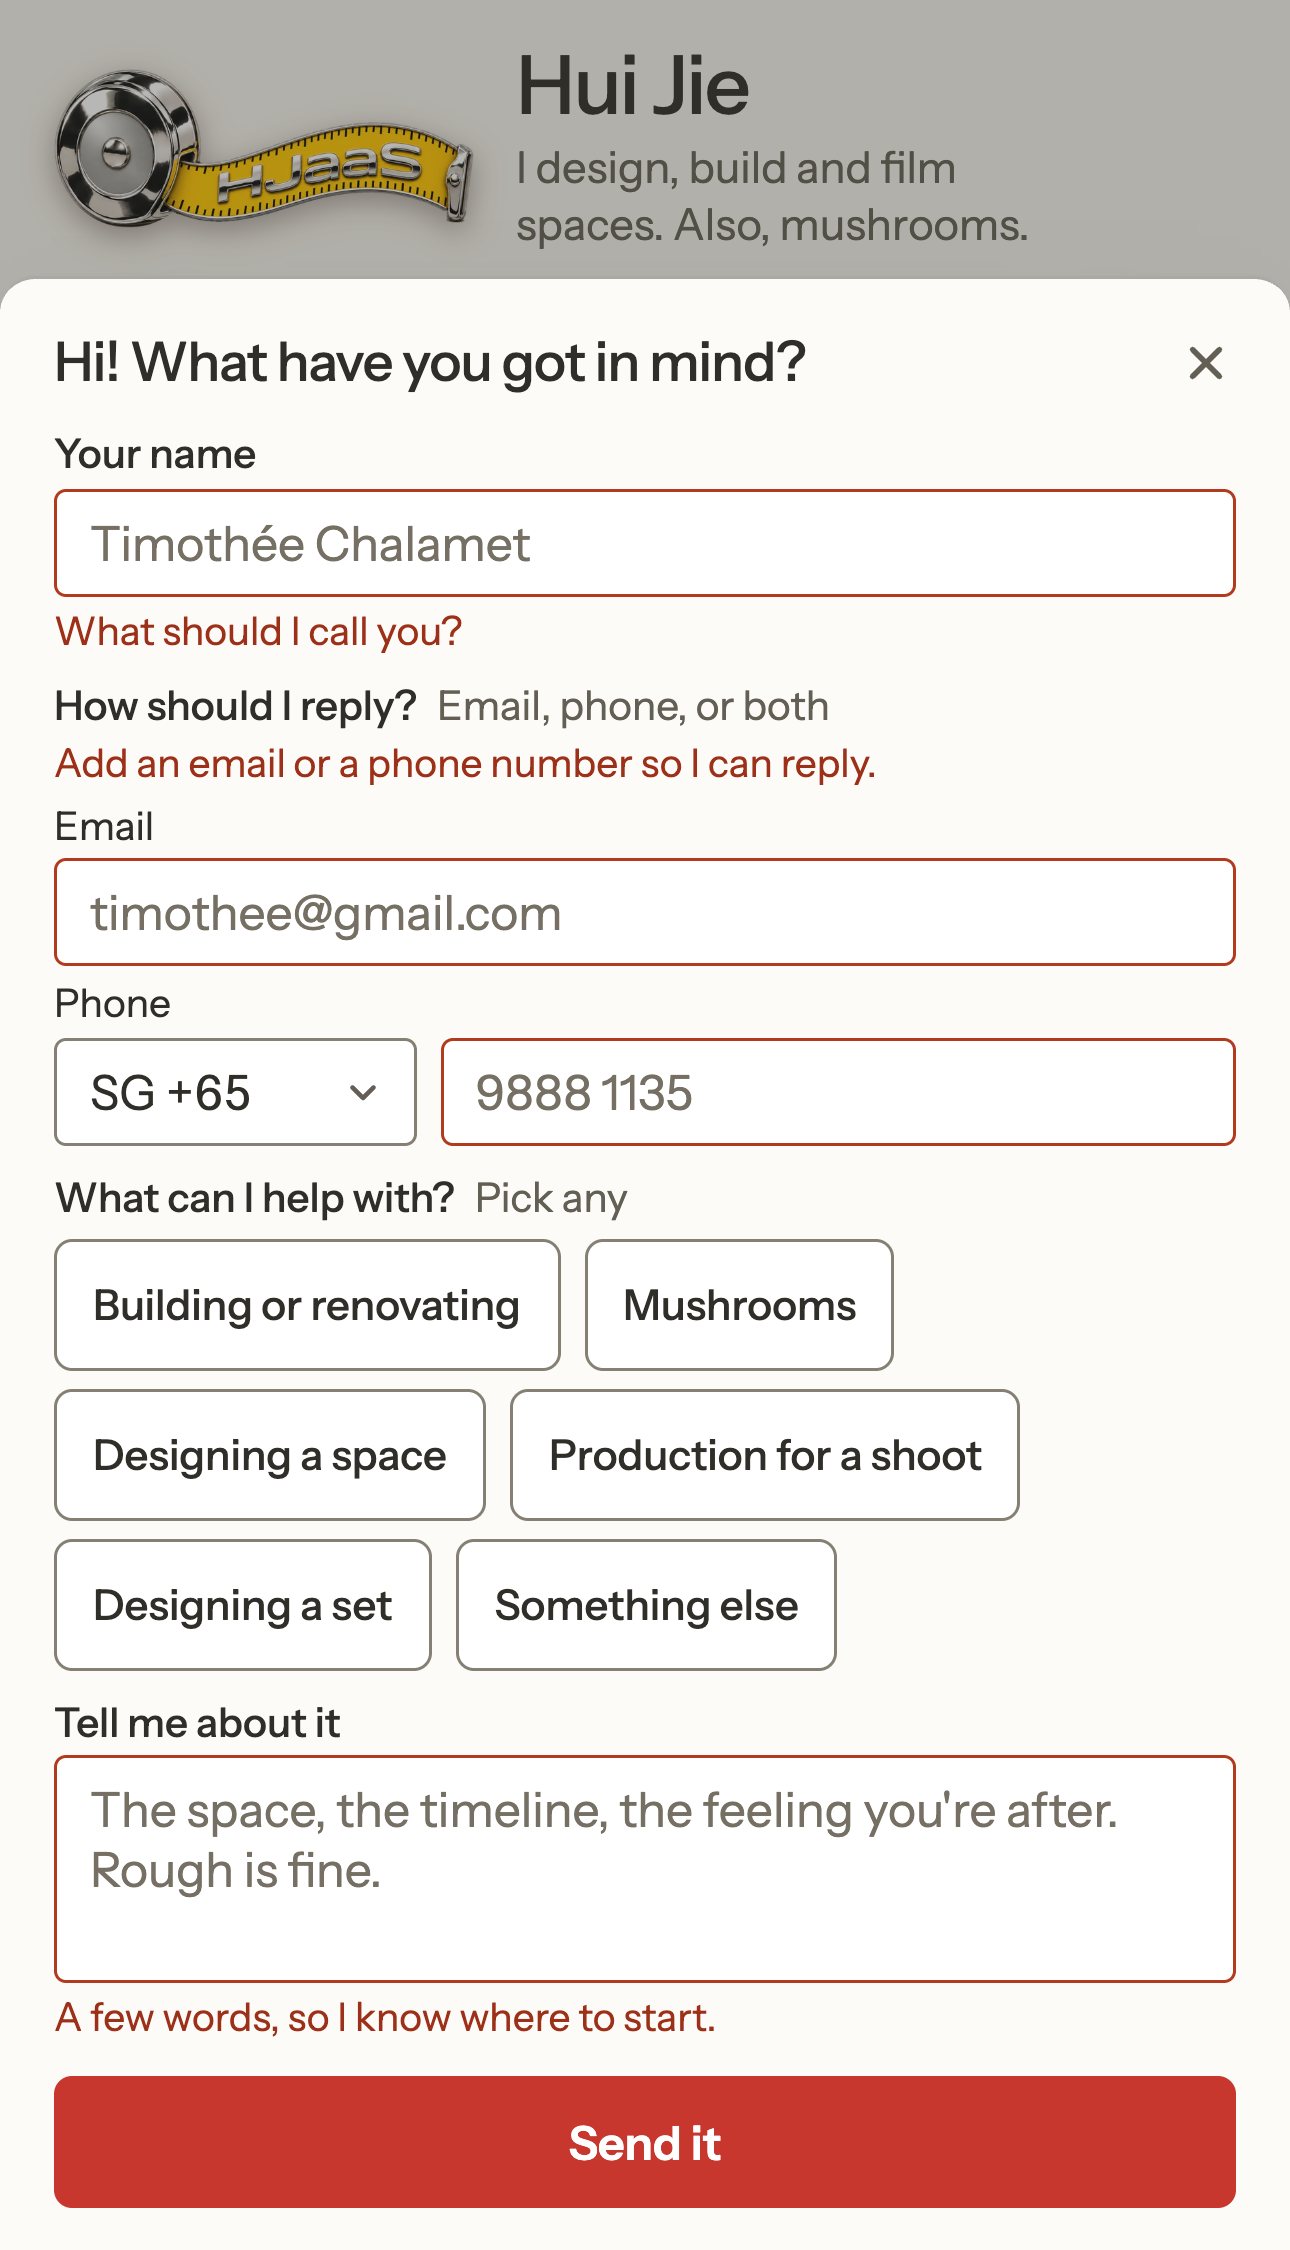 HJaaS
Hui Jie
I design, build and film
spaces. Also, mushrooms.
Hi! What have you got in mind?
Your name
Timothée Chalamet
What should I call you?
How should I reply? Email, phone, or both
Add an email or a phone number so I can reply.
Email
timothee@gmail.com
Phone
SG +65
9888 1135
What can I help with? Pick any
Building or renovating
Mushrooms
Designing a space
Production for a shoot
Designing a set
Something else
Tell me about it
The space, the timeline, the feeling you're after.
Rough is fine.
A few words, so I know where to start.
Send it